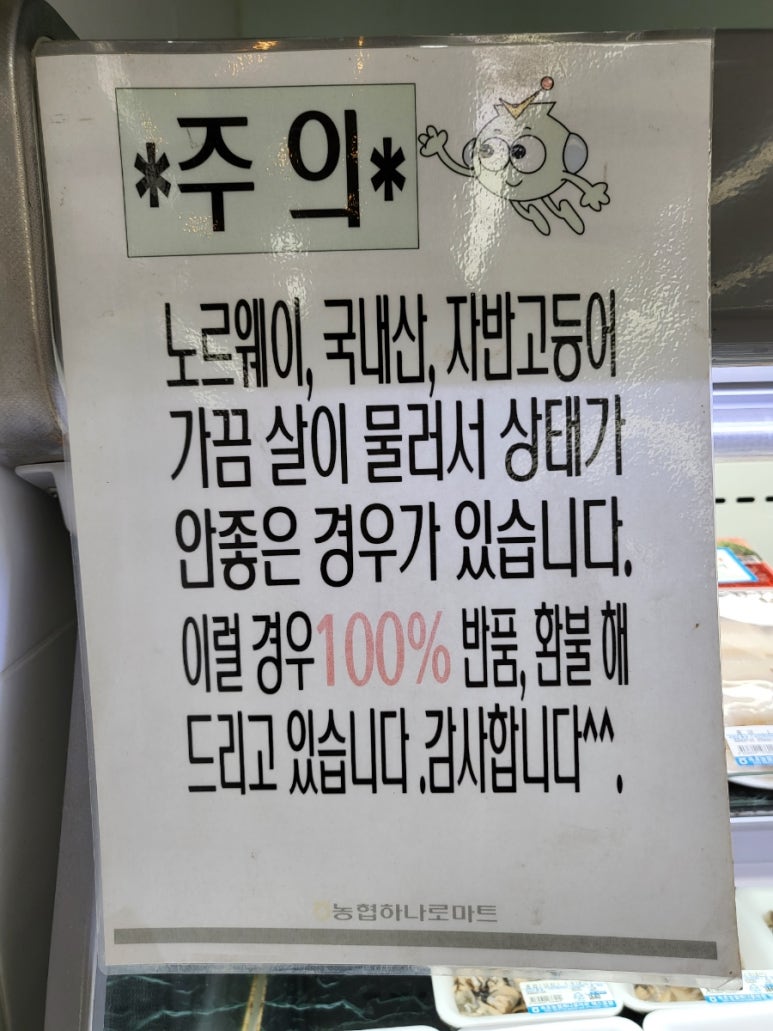 *주 의*
노르웨이, 국내산, 자반고등어
가끔 살이 물러서 상태가
안좋은 경우가 있습니다.
이럴 경우100% 반품, 환불 해
드리고 있습니다 .감사합니다^^.
농협하나로마트